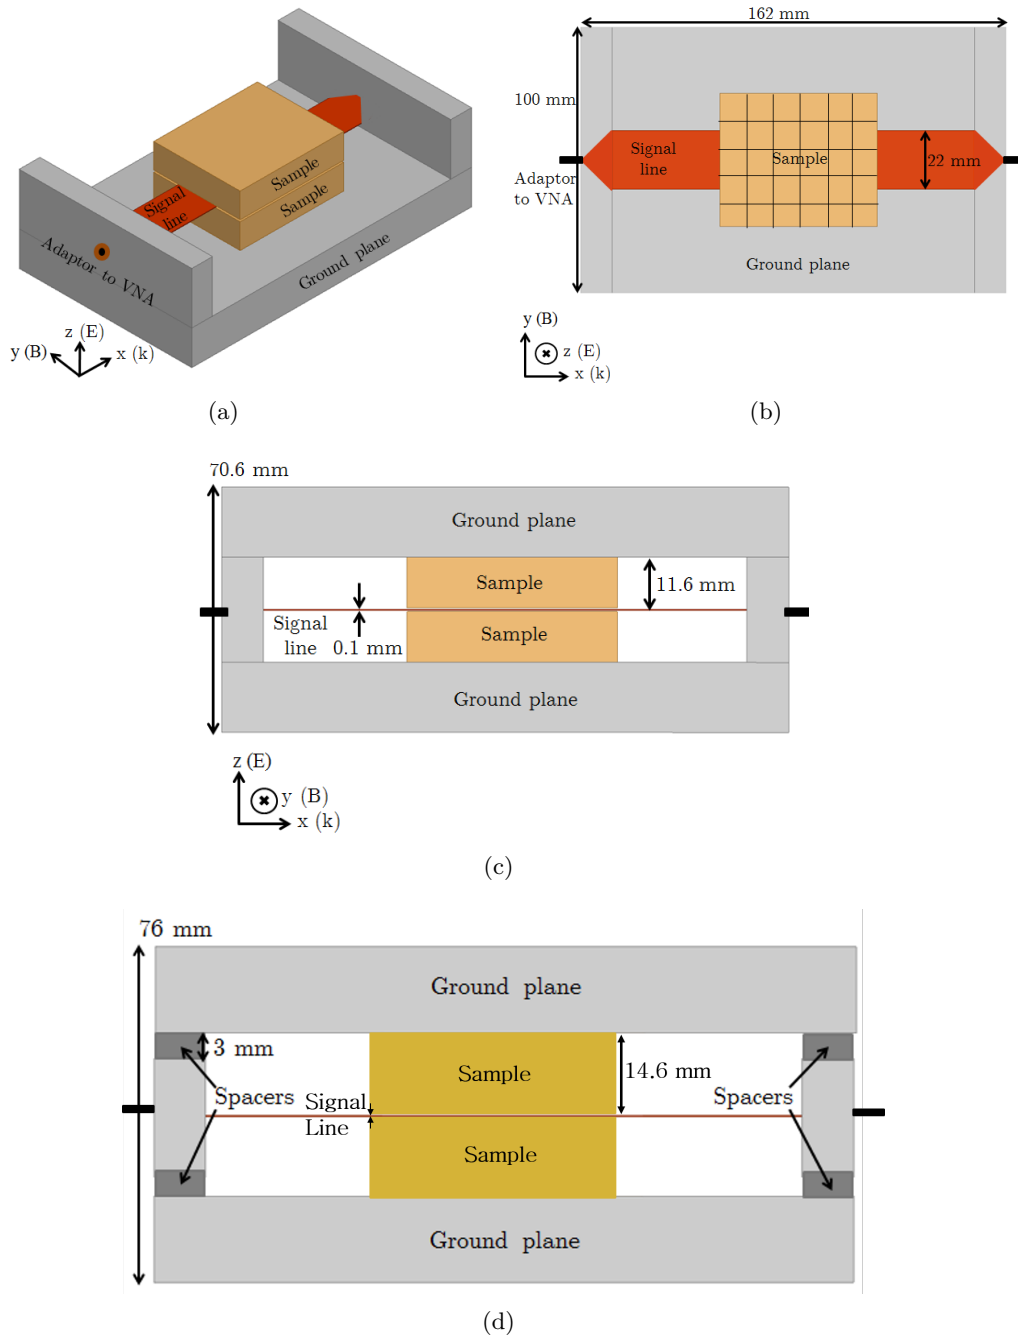 Sample
Sample
Signal
line
Adaptor to VNA
Ground plane
z (E)
y (B)
x (k)
(a)
162 mm
100 mm
Signal
line
Sample
22 mm
Adaptor
to VNA
Ground plane
y (B)
z (E)
x (k)
(b)
70.6 mm
Ground plane
Sample
11.6 mm
Signal
line
0.1 mm
Sample
Ground plane
z (E)
y (B)
x (k)
(c)
76 mm
Ground plane
3 mm
Sample
14.6 mm
Spacers
Signal
Line
Spacers
Sample
Ground plane
(d)